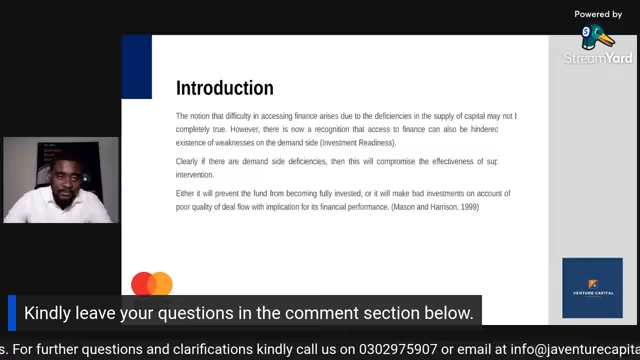 Powered by
StreamYard
Introduction
The notion that difficulty in accessing finance arises due to the deficiencies in the supply of capital may not b
completely true. However, there is now a recognition that access to finance can also be hindered
existence of weaknesses on the demand side (Investment Readiness).
Clearly if there are demand side deficiencies, then this will compromise the effectiveness of sup
intervention.
Either it will prevent the fund from becoming fully invested, or it will make bad investments on account of
poor quality of deal flow with implication for its financial performance. (Mason and Harrison, 1999)
VENTURE CAPITAL
Kindly leave your questions in the comment section below.
s. For further questions and clarifications kindly call us on 0302975907 or email at info@javenturecapita